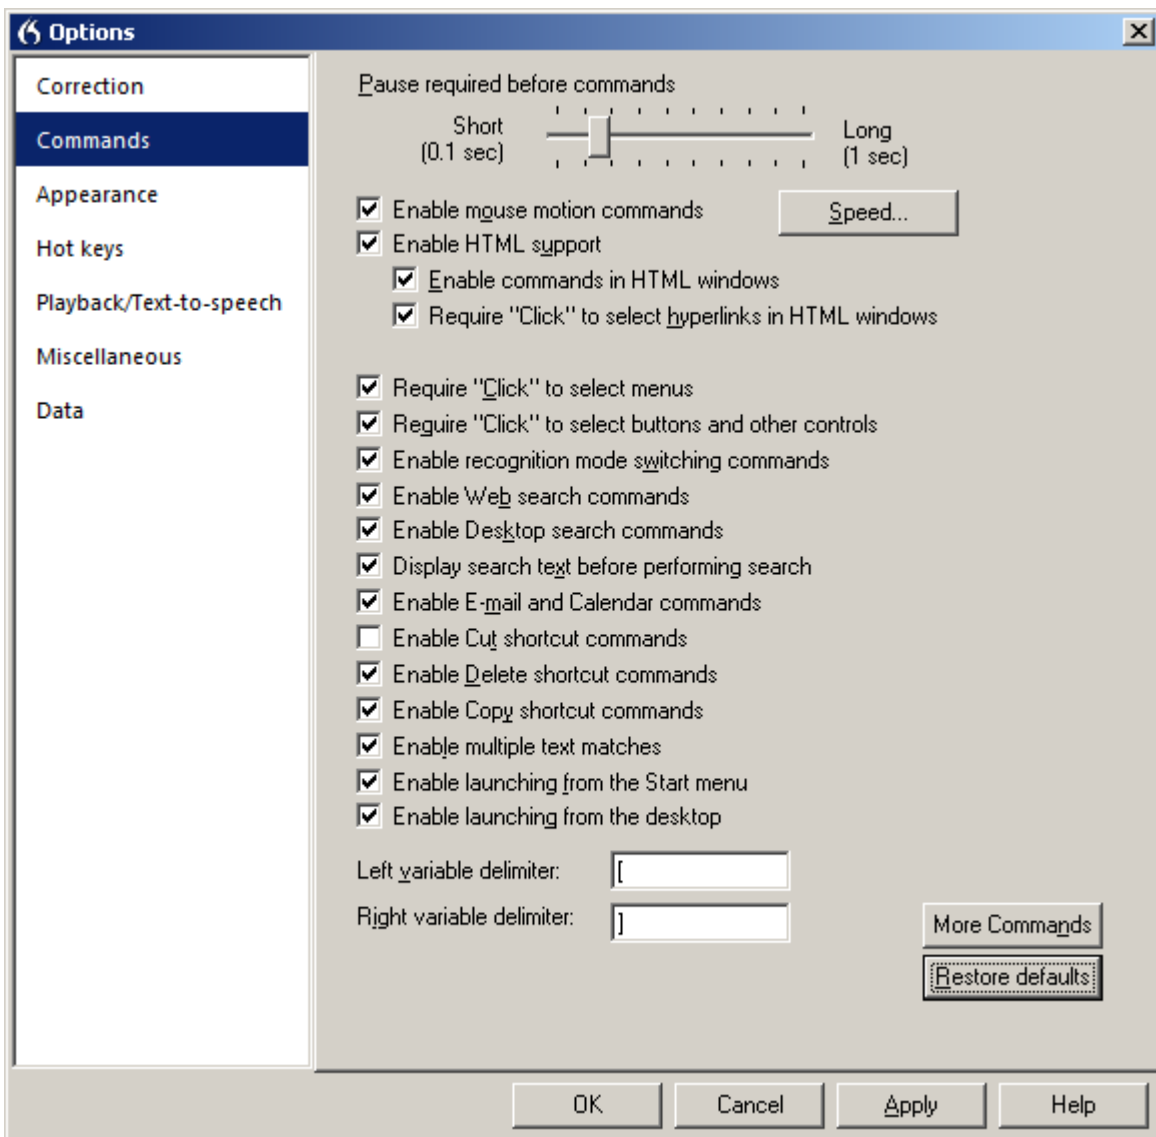 Options
Correction
Commands
Appearance
Hot keys
Playback/Text-to-speech
Miscellaneous
Data
Pause required before commands
Short
(0.1 sec)
Long
(1 sec)
Enable mouse motion commands
Speed...
Enable HTML support
Enable commands in HTML windows
Require "Click" to select hyperlinks in HTML windows
Require "Click" to select menus
Require "Click" to select buttons and other controls
Enable recognition mode switching commands
Enable Web search commands
Enable Desktop search commands
Display search text before performing search
Enable E-mail and Calendar commands
Enable Cut shortcut commands
Enable Delete shortcut commands
Enable Copy shortcut commands
Enable multiple text matches
Enable launching from the Start menu
Enable launching from the desktop
Left variable delimiter: [
Right variable delimiter: ]
More Commands
Restore defaults
OK Cancel Apply Help